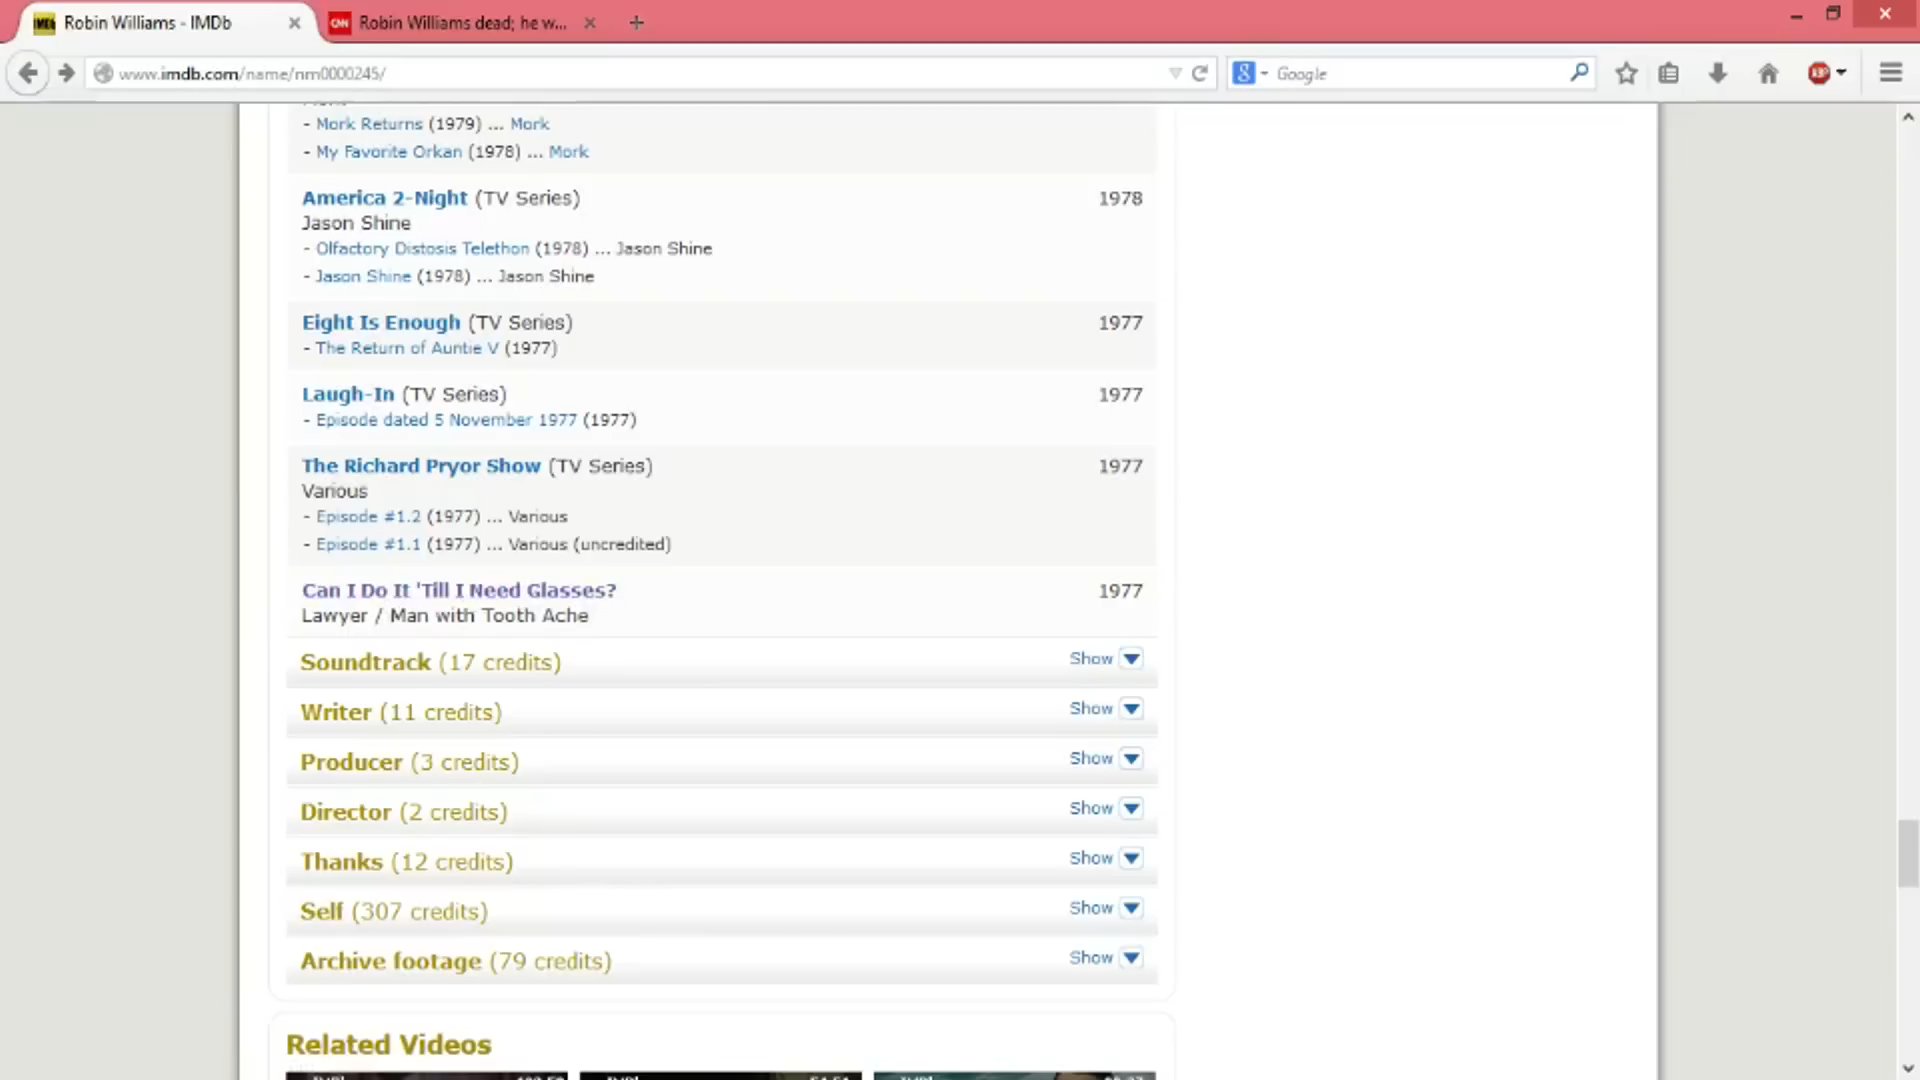 Robin Williams - IMDb
Robin Williams dead; he w...
www.imdb.com/name/nm0000245/
Google
- Mork Returns (1979) ... Mork
- My Favorite Orkan (1978) ... Mork
America 2-Night (TV Series) 1978
Jason Shine
- Olfactory Distosis Telethon (1978) ... Jason Shine
- Jason Shine (1978) ... Jason Shine
Eight Is Enough (TV Series) 1977
- The Return of Auntie V (1977)
Laugh-In (TV Series) 1977
- Episode dated 5 November 1977 (1977)
The Richard Pryor Show (TV Series) 1977
Various
- Episode #1.2 (1977) ... Various
- Episode #1.1 (1977) ... Various (uncredited)
Can I Do It 'Till I Need Glasses? 1977
Lawyer / Man with Tooth Ache
Soundtrack (17 credits) Show
Writer (11 credits) Show
Producer (3 credits) Show
Director (2 credits) Show
Thanks (12 credits) Show
Self (307 credits) Show
Archive footage (79 credits) Show
Related Videos